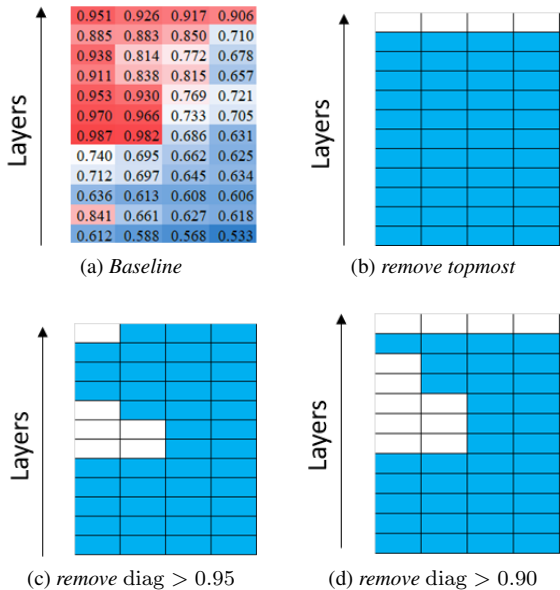 Layers
0.951 0.926 0.917 0.906
0.885 0.883 0.850 0.710
0.938 0.814 0.772 0.678
0.911 0.838 0.815 0.657
0.953 0.930 0.769 0.721
0.970 0.966 0.733 0.705
0.987 0.982 0.686 0.631
0.740 0.695 0.662 0.625
0.712 0.697 0.645 0.634
0.636 0.613 0.608 0.606
0.841 0.661 0.627 0.618
0.612 0.588 0.568 0.533
(a) Baseline
Layers
(b) remove topmost
Layers
(c) remove diag > 0.95
Layers
(d) remove diag > 0.90